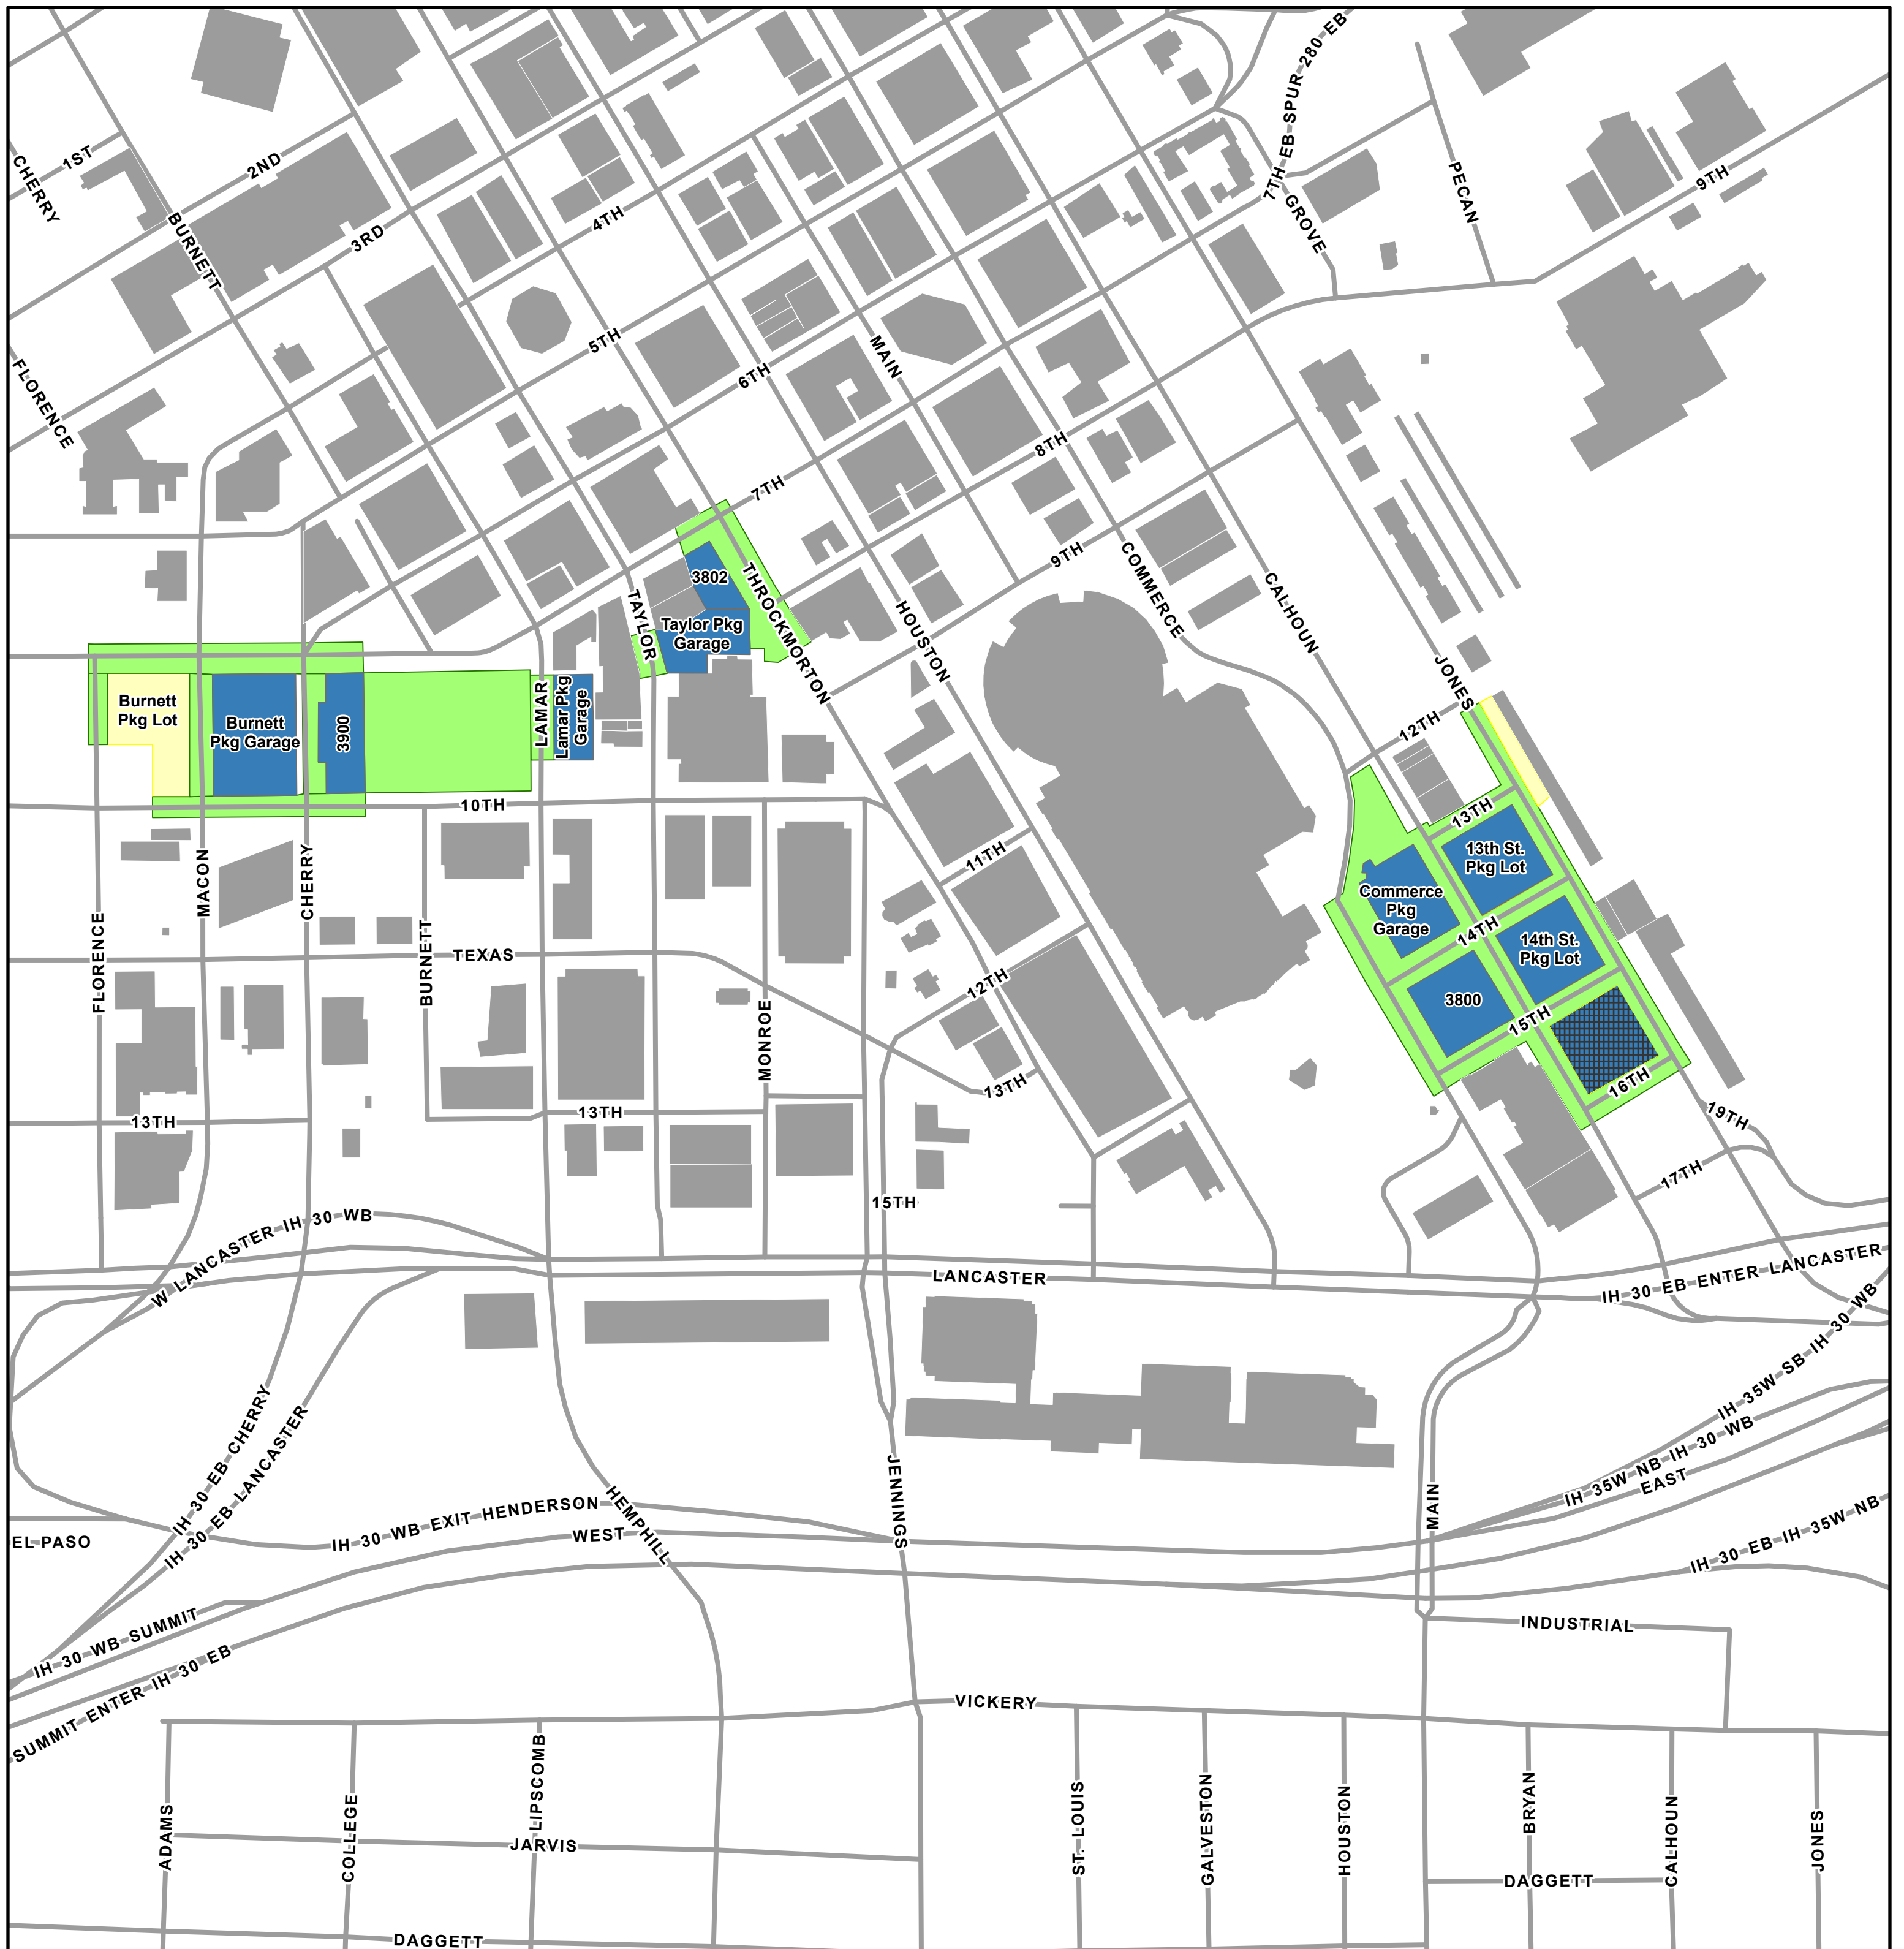 7TH EB SPUR 280 EB
1ST
CHERRY
2ND
PECAN
9TH
BURNETT
4TH
GROVE
3RD
5TH
MAIN
6TH
FLORENCE
7TH
8TH
9TH
COMMERCE
CALHOUN
THROCKMORTON
3802
TAYLOR
Taylor Pkg
Garage
HOUSTON
JONES
Burnett
Pkg Lot
Burnett
Pkg Garage
3900
LAMAR
Lamar Pkg
Garage
12TH
10TH
13TH
13th St.
Pkg Lot
11TH
MACON
CHERRY
Commerce
Pkg
Garage
14TH
14th St.
Pkg Lot
FLORENCE
BURNETT
TEXAS
12TH
3800
MONROE
15TH
13TH
16TH
13TH
13TH
19TH
17TH
15TH
W LANCASTER IH 30 WB
LANCASTER
IH 30 EB ENTER LANCASTER
IH 35W SB IH 30 WB
IH 30 EB CHERRY
IH 30 EB LANCASTER
IH 35W NB IH 30 WB
EAST
JENNINGS
MAIN
HEMPHILL
IH 30 WB EXIT HENDERSON
WEST
EL PASO
IH 30 EB IH 35W NB
IH 30 WB SUMMIT
INDUSTRIAL
SUMMIT ENTER IH 30 EB
VICKERY
ADAMS
COLLEGE
LIPSCOMB
JARVIS
ST. LOUIS
GALVESTON
HOUSTON
BRYAN
CALHOUN
JONES
DAGGETT
DAGGETT